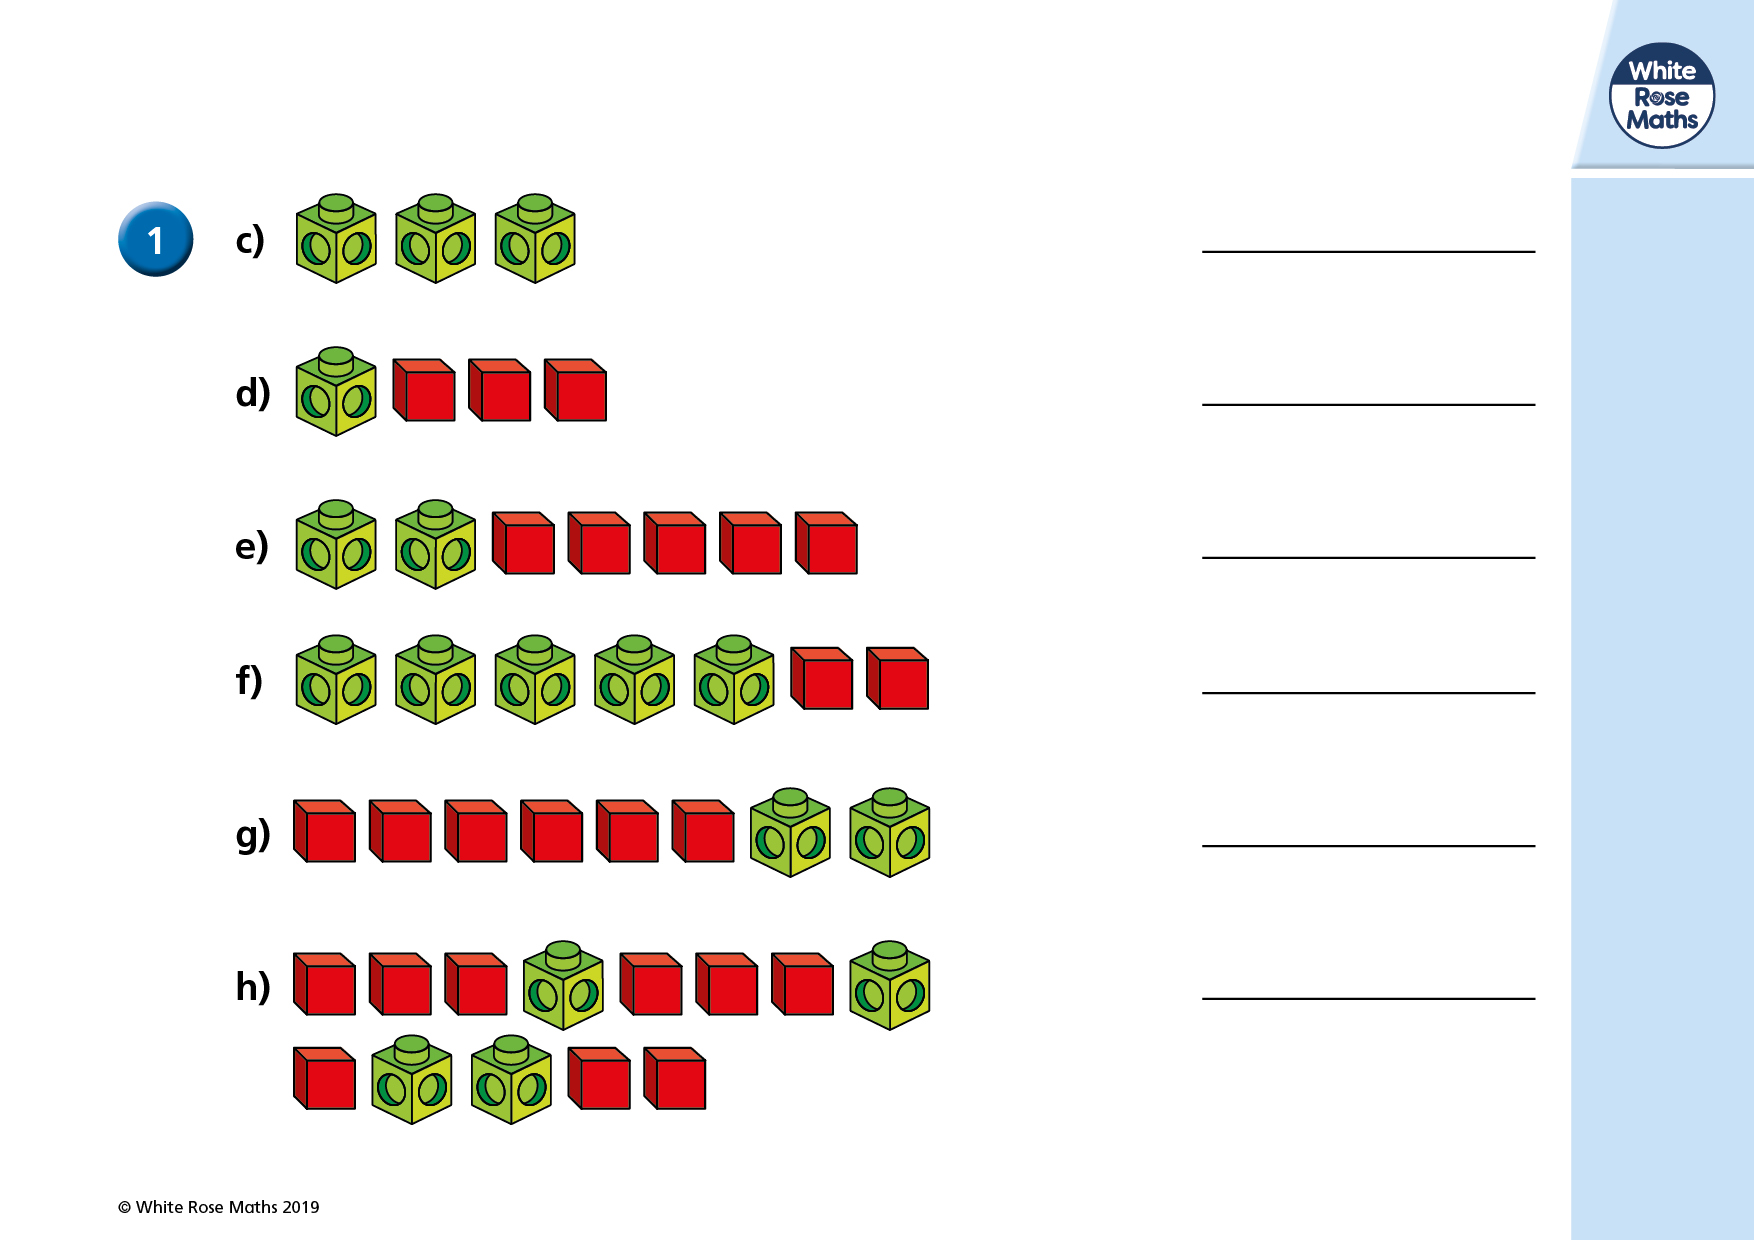 White
Rose
Maths
1 c)
d)
e)
f)
g)
h)
© White Rose Maths 2019